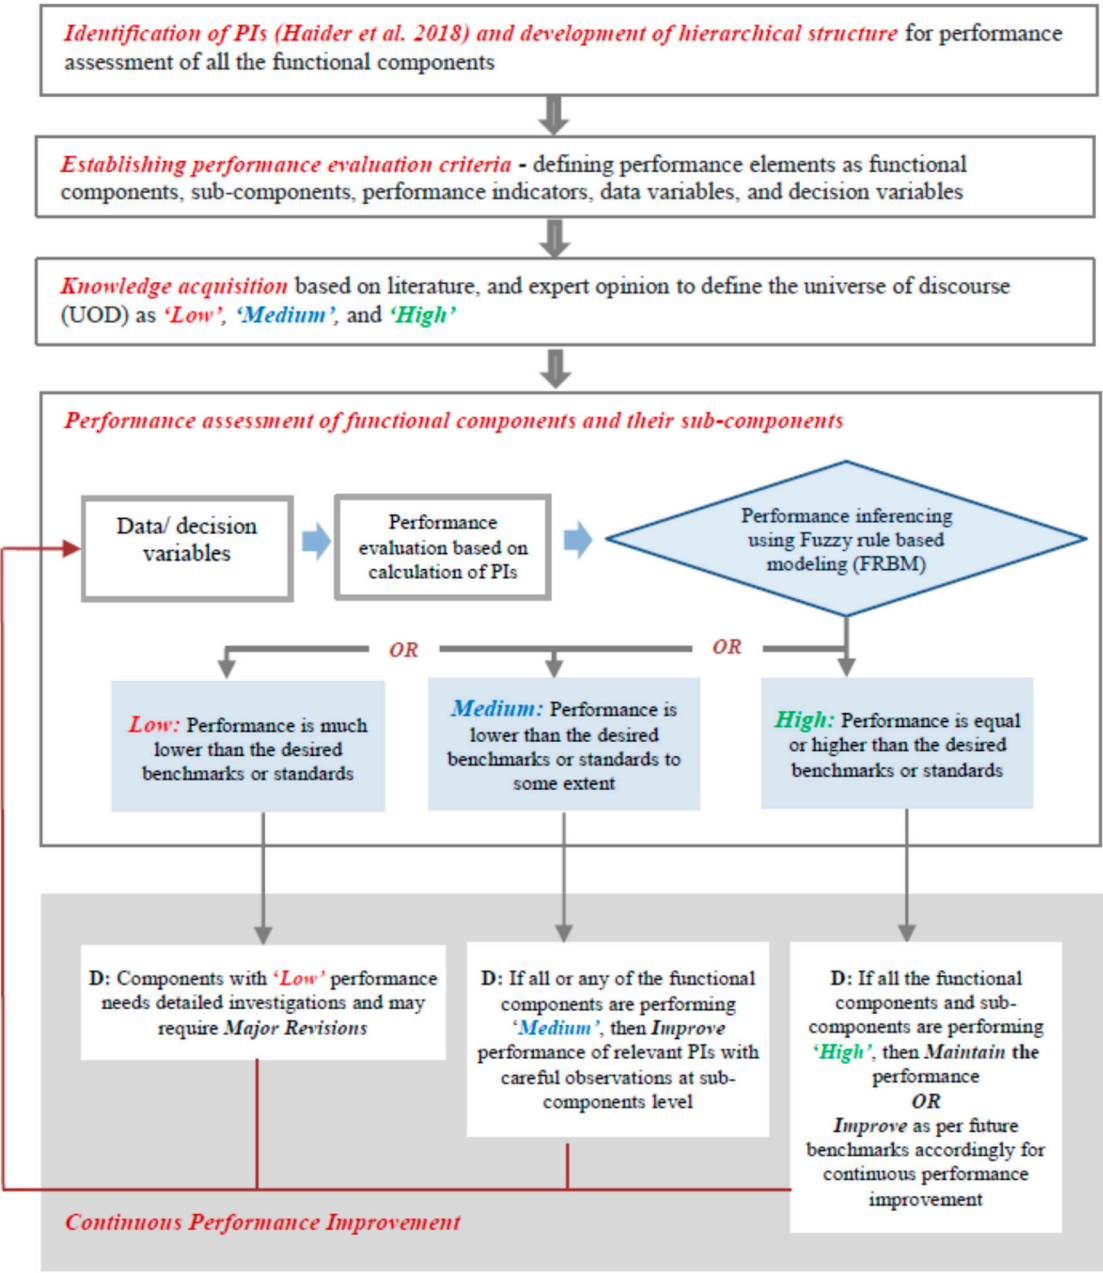 Identification of PIs (Haider et al. 2018) and development of hierarchical structure for performance
assessment of all the functional components
Establishing performance evaluation criteria - defining performance elements as functional
components, sub-components, performance indicators, data variables, and decision variables
Knowledge acquisition based on literature, and expert opinion to define the universe of discourse
(UOD) as ‘Low’, ‘Medium’, and ‘High’
Performance assessment of functional components and their sub-components
Data/ decision
variables
Performance
evaluation based on
calculation of PIs
Performance inferencing
using Fuzzy rule based
modeling (FRBM)
OR
OR
Low: Performance is much
lower than the desired
benchmarks or standards
Medium: Performance is
lower than the desired
benchmarks or standards to
some extent
High: Performance is equal
or higher than the desired
benchmarks or standards
D: Components with ‘Low’ performance
needs detailed investigations and may
require Major Revisions
D: If all or any of the functional
components are performing
‘Medium’, then Improve
performance of relevant PIs with
careful observations at sub-
components level
D: If all the functional
components and sub-
components are performing
‘High’, then Maintain the
performance
OR
Improve as per future
benchmarks accordingly for
continuous performance
improvement
Continuous Performance Improvement